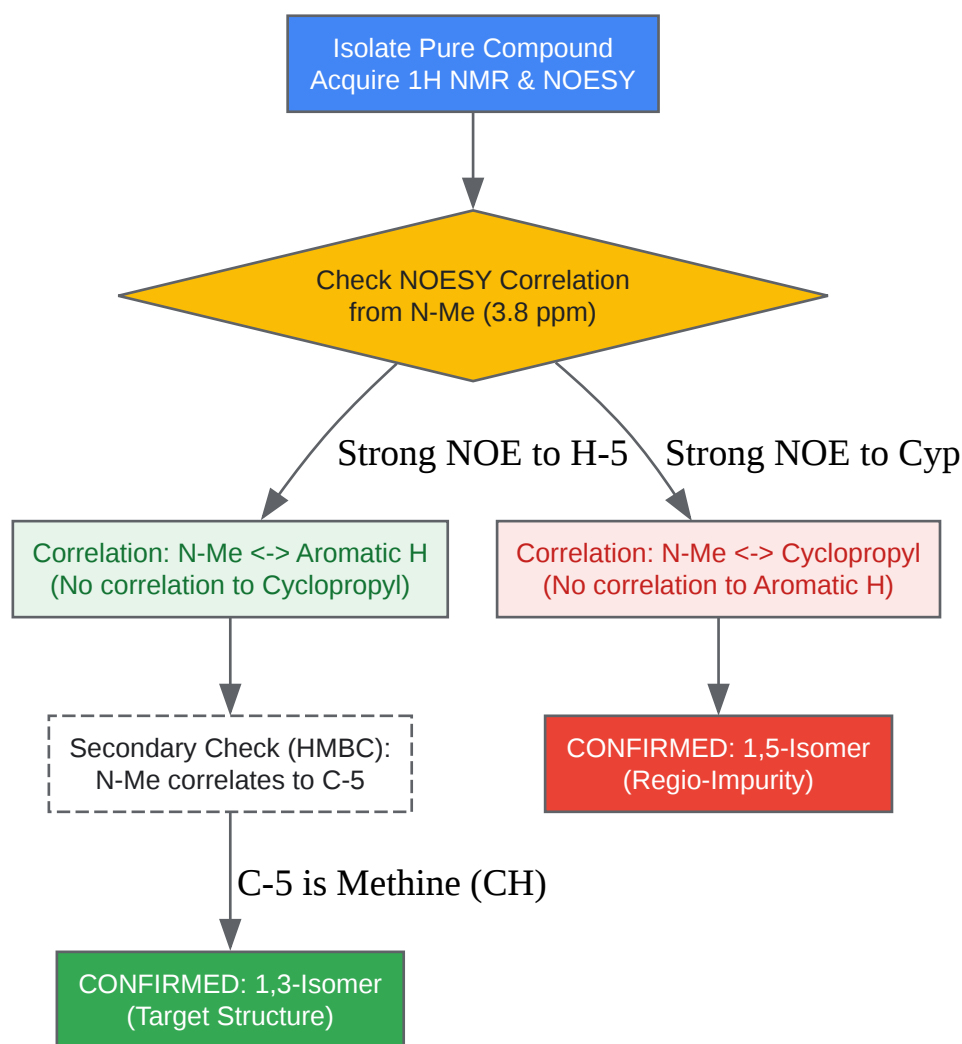 Isolate Pure Compound
Acquire 1H NMR & NOESY
Check NOESY Correlation
from N-Me (3.8 ppm)
Strong NOE to H-5
Strong NOE to Cyp
Correlation: N-Me <-> Aromatic H
(No correlation to Cyclopropyl)
Correlation: N-Me <-> Cyclopropyl
(No correlation to Aromatic H)
Secondary Check (HMBC):
N-Me correlates to C-5
CONFIRMED: 1,5-Isomer
(Regio-Impurity)
C-5 is Methine (CH)
CONFIRMED: 1,3-Isomer
(Target Structure)